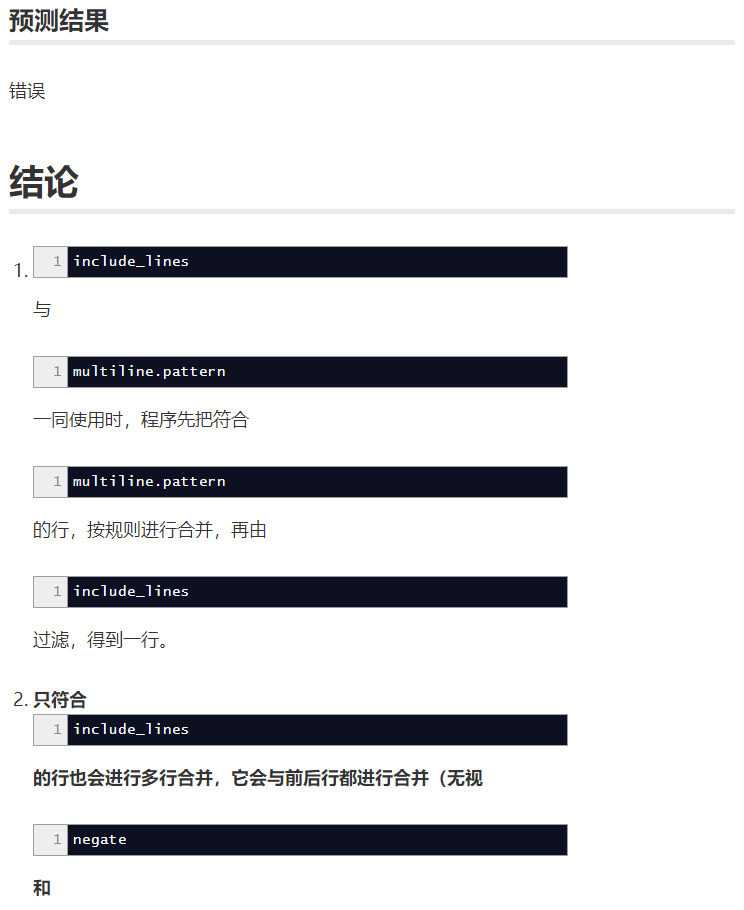 预测结果
错误
结论
1. 1 include_lines
与
1 multiline.pattern
一同使用时，程序先把符合
1 multiline.pattern
的行，按规则进行合并，再由
1 include_lines
过滤，得到一行。
2. 只符合
1 include_lines
的行也会进行多行合并，它会与前后行都进行合并（无视
1 negate
和